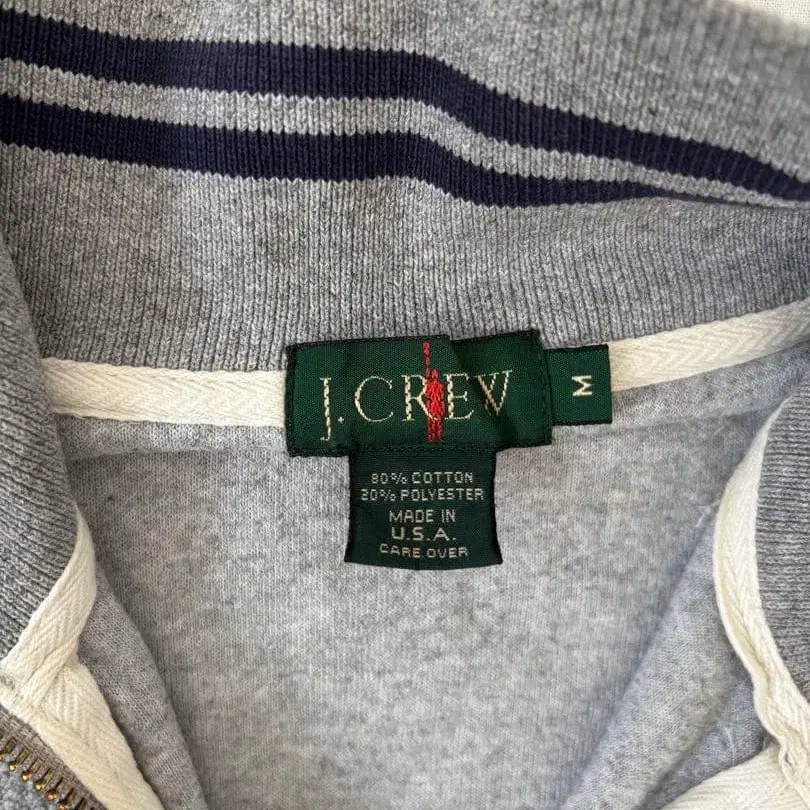 J.CREW
M
80% COTTON
20% POLYESTER
MADE IN
U.S.A.
CARE OVER